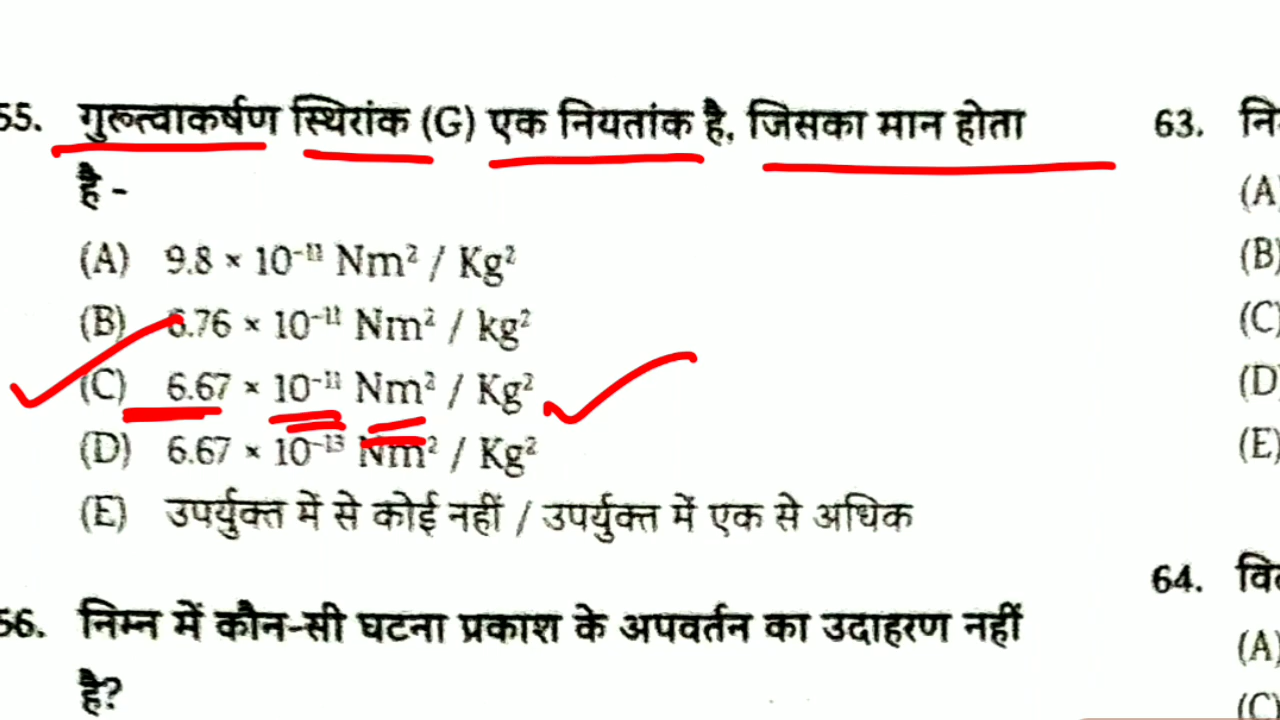 55. गुरूत्वाकर्षण स्थिरांक (G) एक नियतांक है, जिसका मान होता
है -
(A) 9.8 × 10⁻¹¹ Nm² / Kg²
(B) 6.76 × 10⁻¹¹ Nm² / kg²
(C) 6.67 × 10⁻¹¹ Nm² / Kg²
(D) 6.67 × 10⁻¹³ Nm² / Kg²
(E) उपर्युक्त में से कोई नहीं / उपर्युक्त में एक से अधिक
56. निम्न में कौन-सी घटना प्रकाश के अपवर्तन का उदाहरण नहीं
है?
63.
(A)
(B)
(C)
(D)
(E)
64.
(A)
(C)